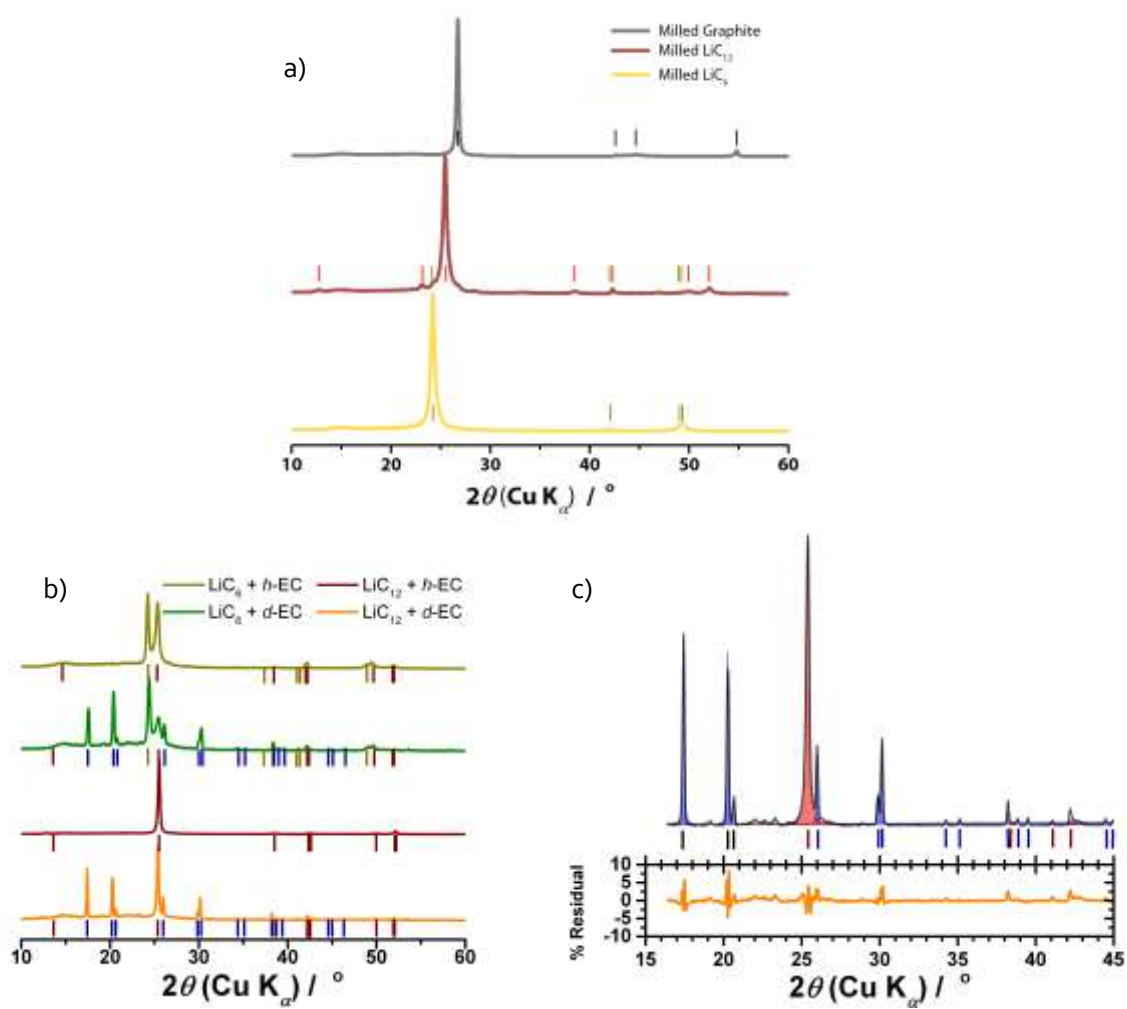 a)
Milled Graphite
Milled LiC₁₂
Milled LiC₆
10 20 30 40 50 60
2θ (Cu Kα) / °
b)
LiC₆ + h-EC LiC₁₂ + h-EC
LiC₆ + d-EC LiC₁₂ + d-EC
10 20 30 40 50 60
2θ (Cu Kα) / °
c)
% Residual
10
5
0
-5
-10
15 20 25 30 35 40 45
2θ (Cu Kα) / °